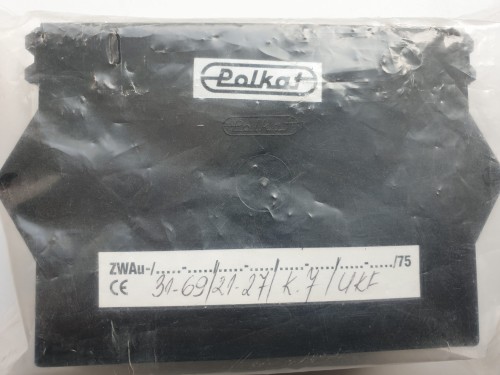 Polkat
ZWAu-/......-....../......-....../......-....../......-....../75
CE 31-69/21-27/K.7/UKF